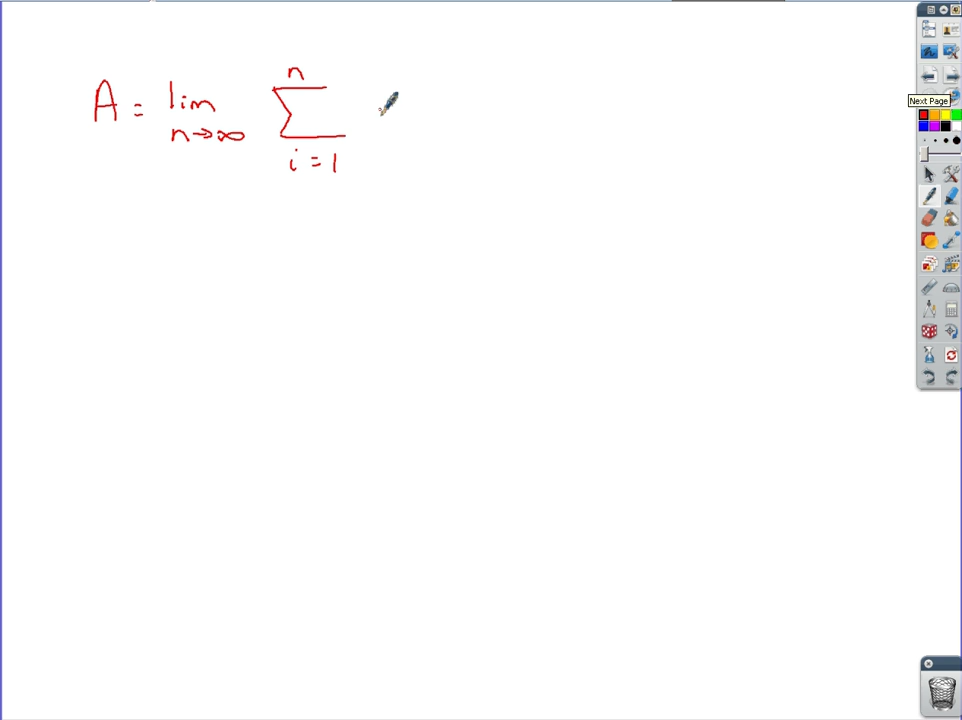 n
A = lim Σ
n→∞ i = 1
Next Page